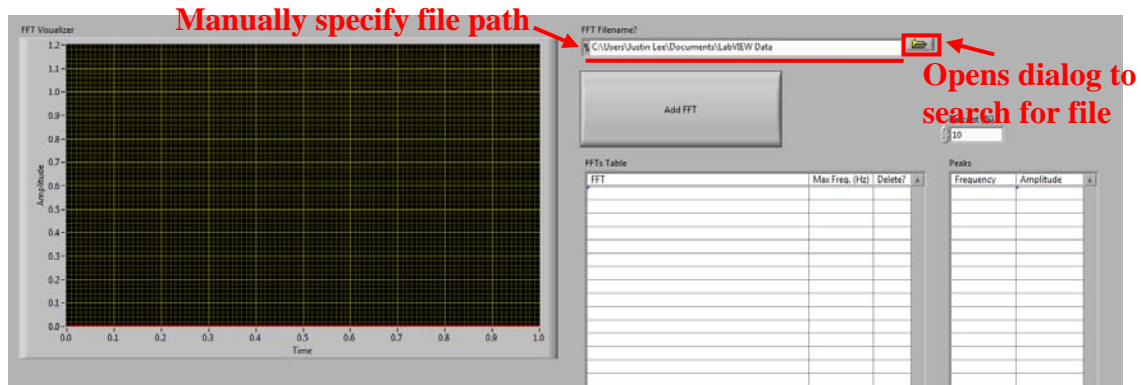 Manually specify file path
FFT Visualizer
FFT Filename?
C:\Users\Justin Lee\Documents\LabVIEW Data
Opens dialog to
search for file
Add FFT
10
FFTs Table
Peaks
FFT Max Freq. (Hz) Delete?
Frequency Amplitude
Amplitude
1.2
1.1
1.0
0.9
0.8
0.7
0.6
0.5
0.4
0.3
0.2
0.1
0.0
0.0 0.1 0.2 0.3 0.4 0.5 0.6 0.7 0.8 0.9 1.0
Time